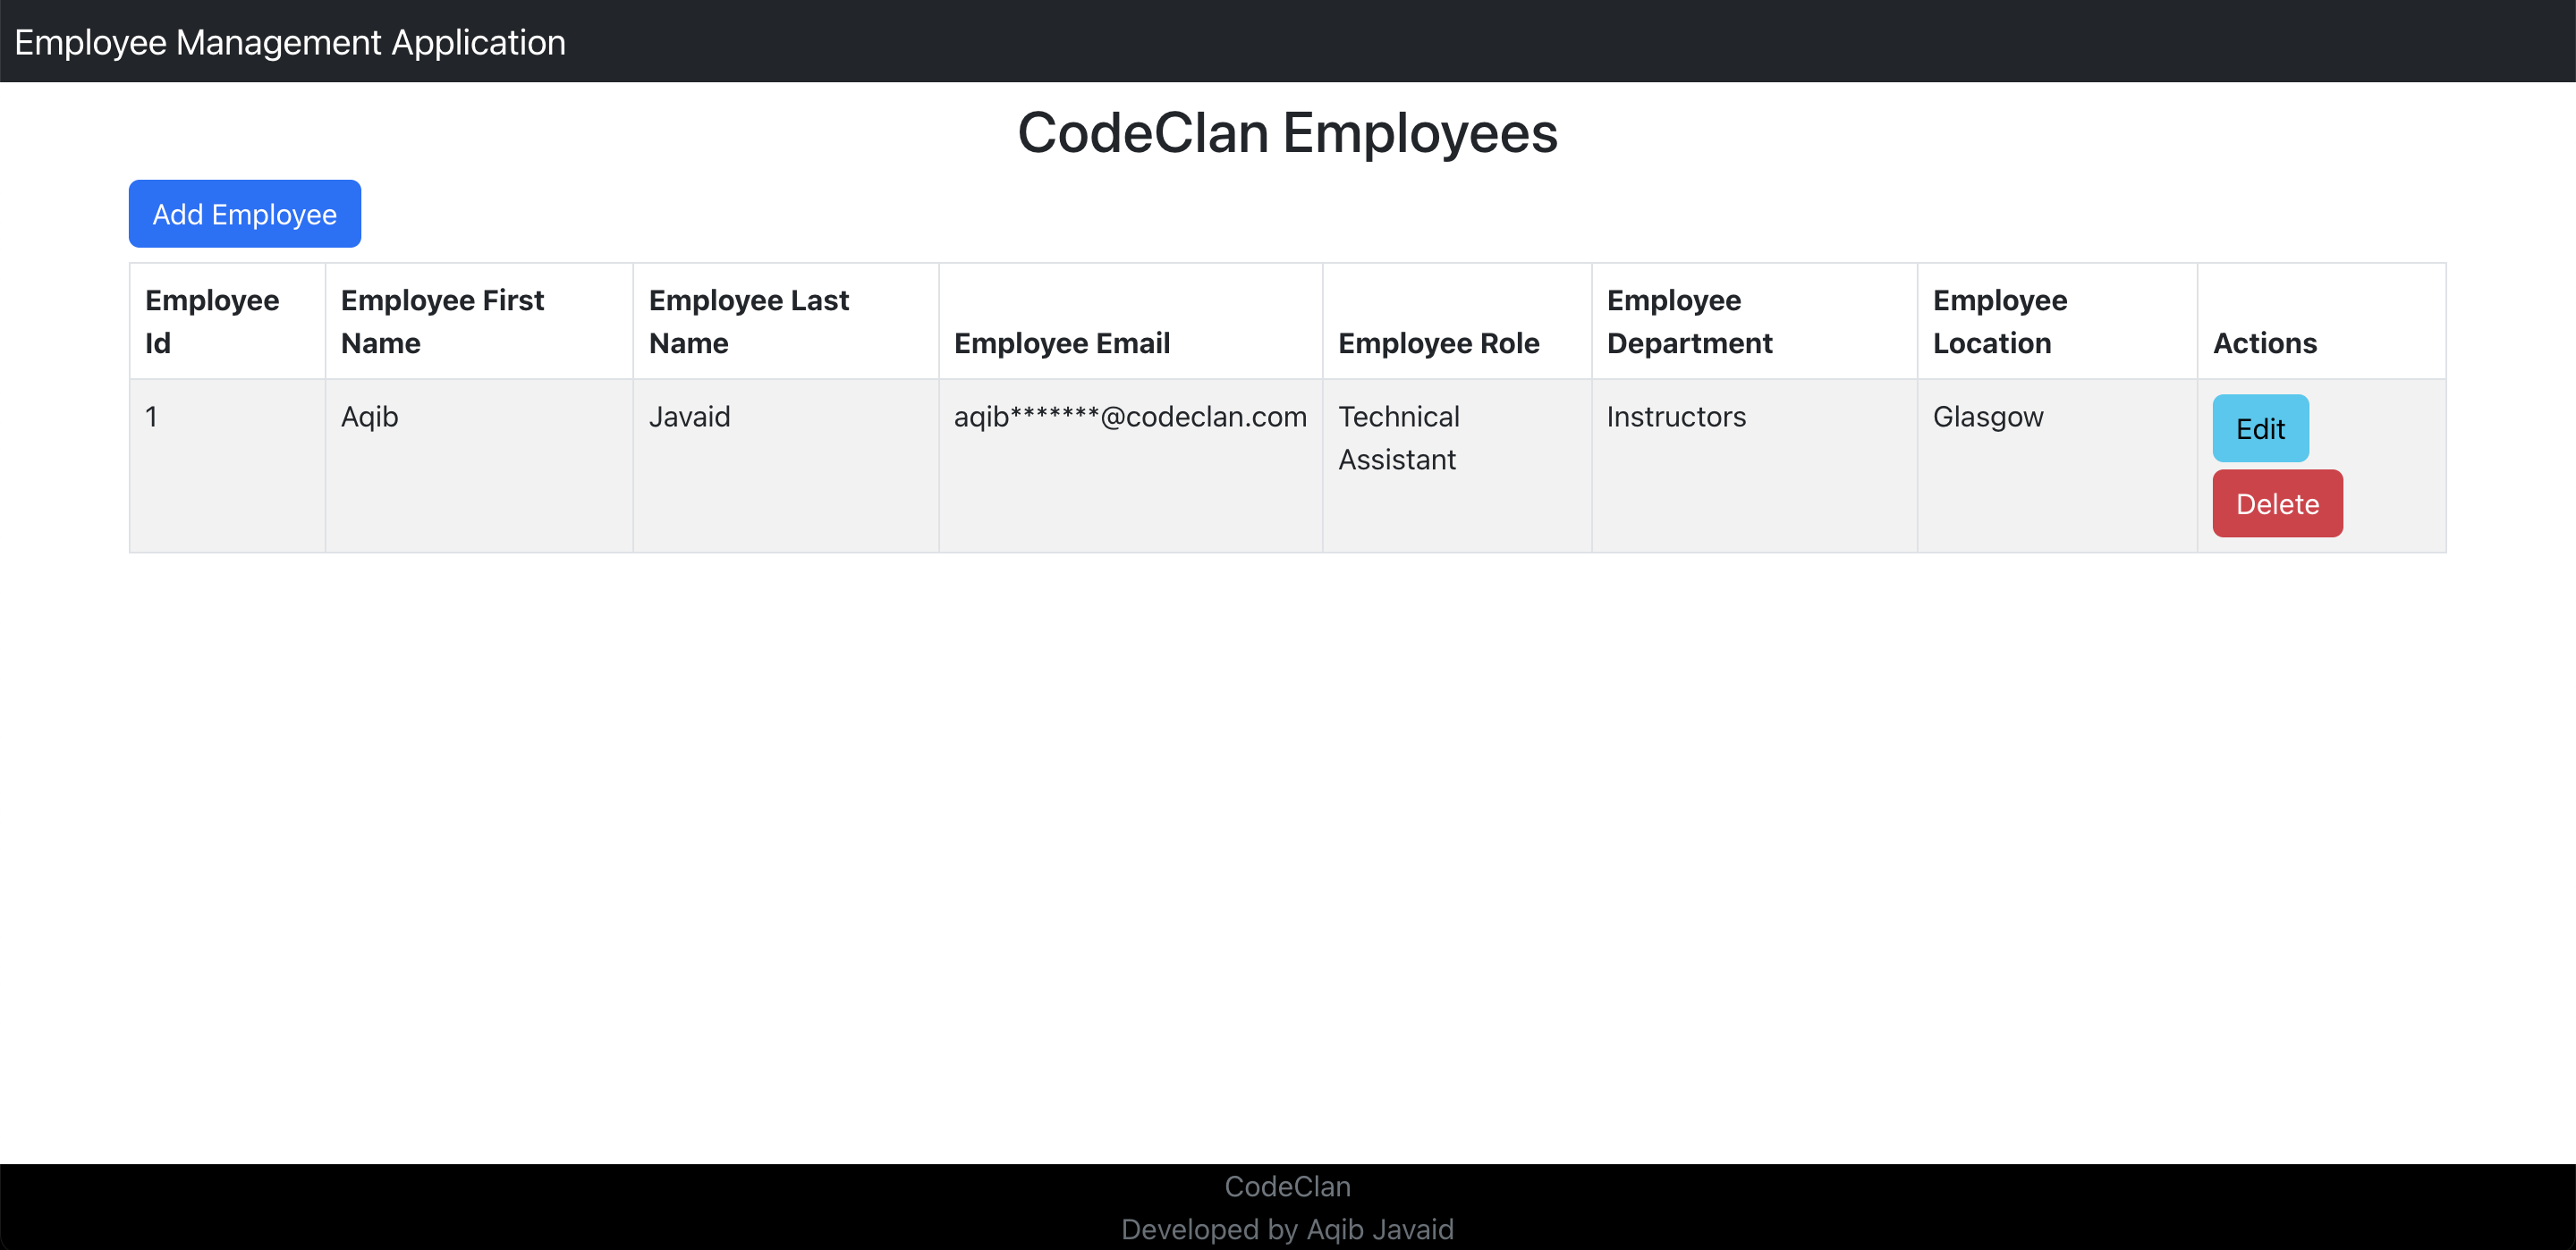 Employee Management Application
CodeClan Employees
Add Employee
Employee Id
Employee First Name
Employee Last Name
Employee Email
Employee Role
Employee Department
Employee Location
Actions
1
Aqib
Javaid
aqib*******@codeclan.com
Technical Assistant
Instructors
Glasgow
Edit
Delete
CodeClan
Developed by Aqib Javaid